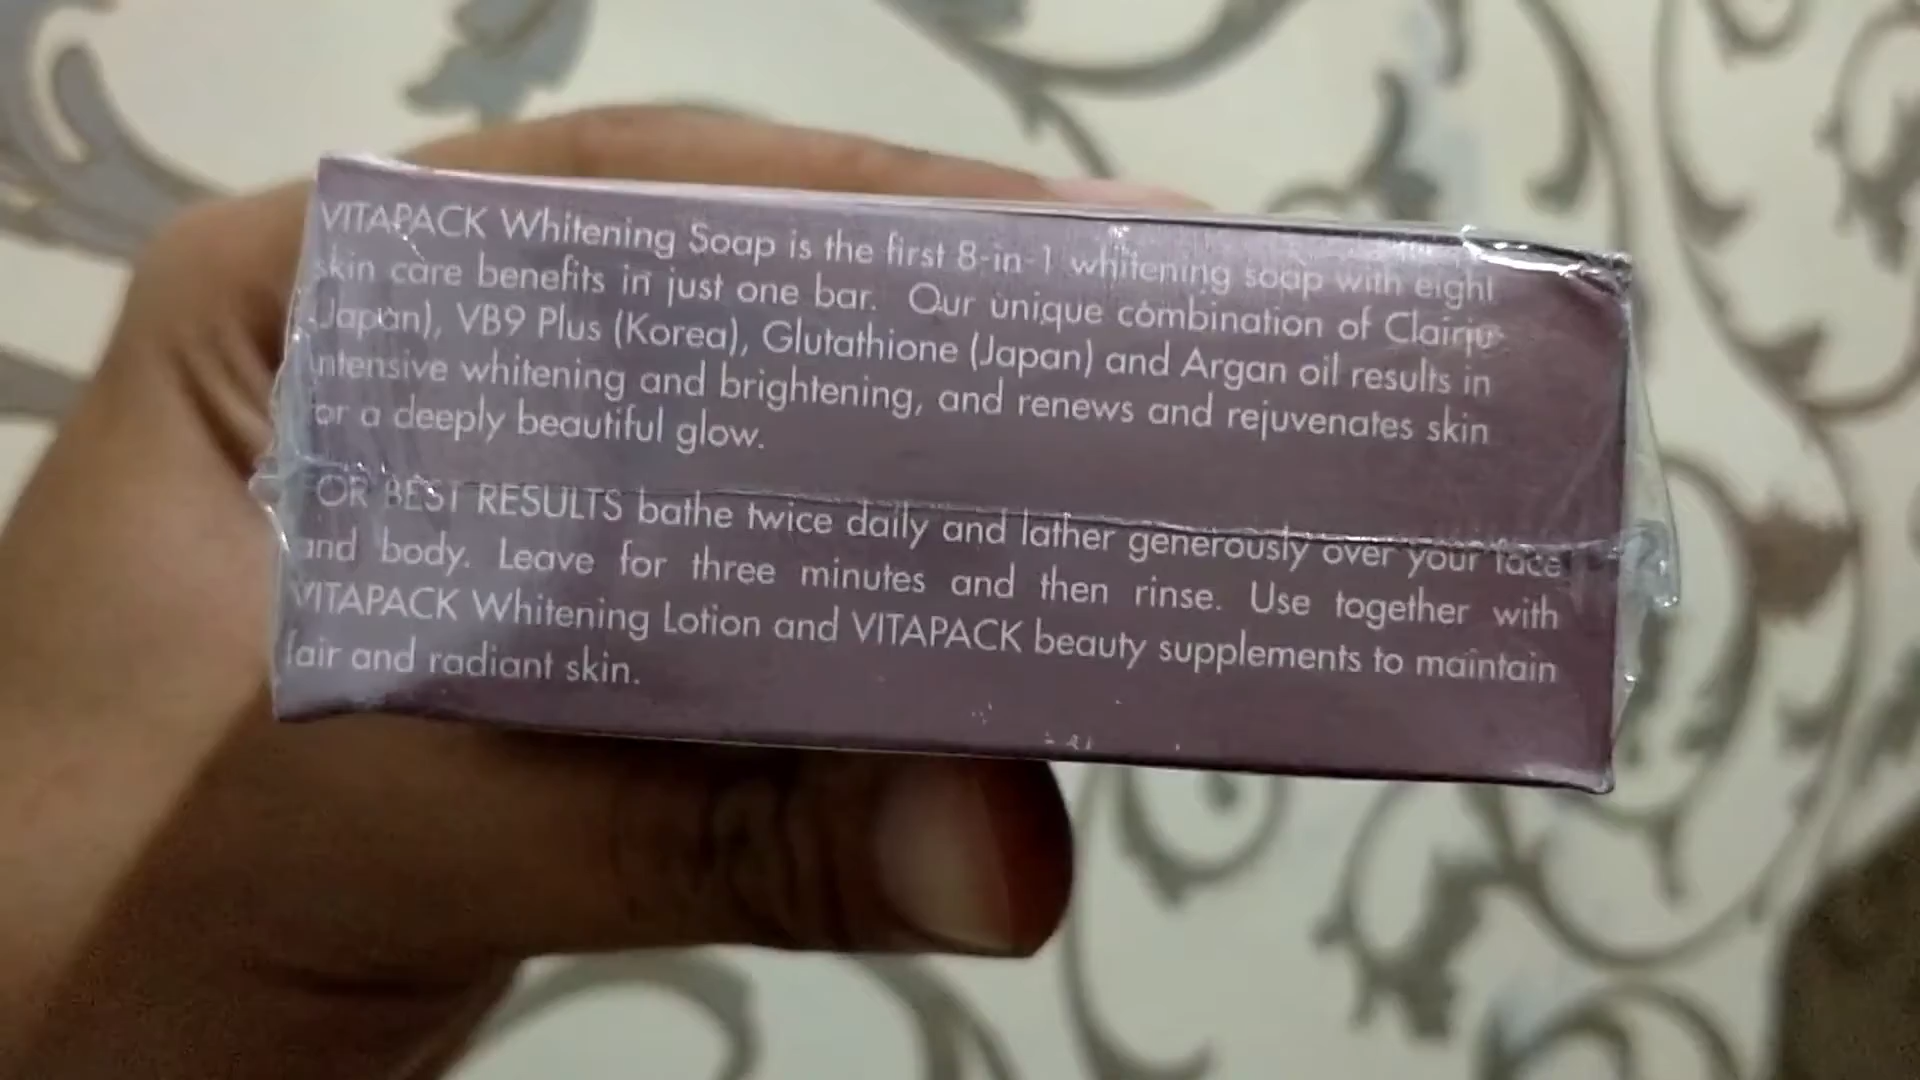 VITAPACK Whitening Soap is the first 8-in-1 whitening soap with eight
skin care benefits in just one bar. Our unique combination of Clairju
(Japan), VB9 Plus (Korea), Glutathione (Japan) and Argan oil results in
intensive whitening and brightening, and renews and rejuvenates skin
for a deeply beautiful glow.
FOR BEST RESULTS bathe twice daily and lather generously over your face
and body. Leave for three minutes and then rinse. Use together with
VITAPACK Whitening Lotion and VITAPACK beauty supplements to maintain
fair and radiant skin.